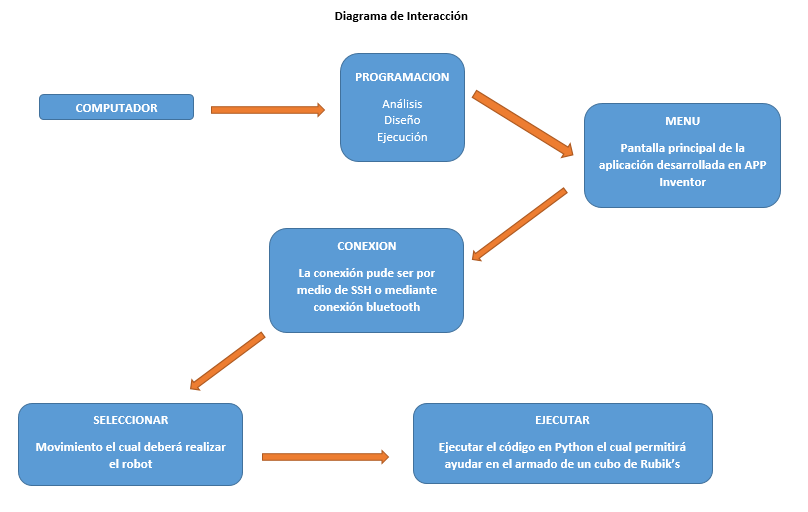 Diagrama de Interacción
COMPUTADOR
PROGRAMACION
Análisis
Diseño
Ejecución
MENU
Pantalla principal de la
aplicación desarrollada en APP
Inventor
CONEXION
La conexión pude ser por
medio de SSH o mediante
conexión bluetooth
SELECCIONAR
Movimiento el cual deberá realizar
el robot
EJECUTAR
Ejecutar el código en Python el cual permitirá
ayudar en el armado de un cubo de Rubik’s